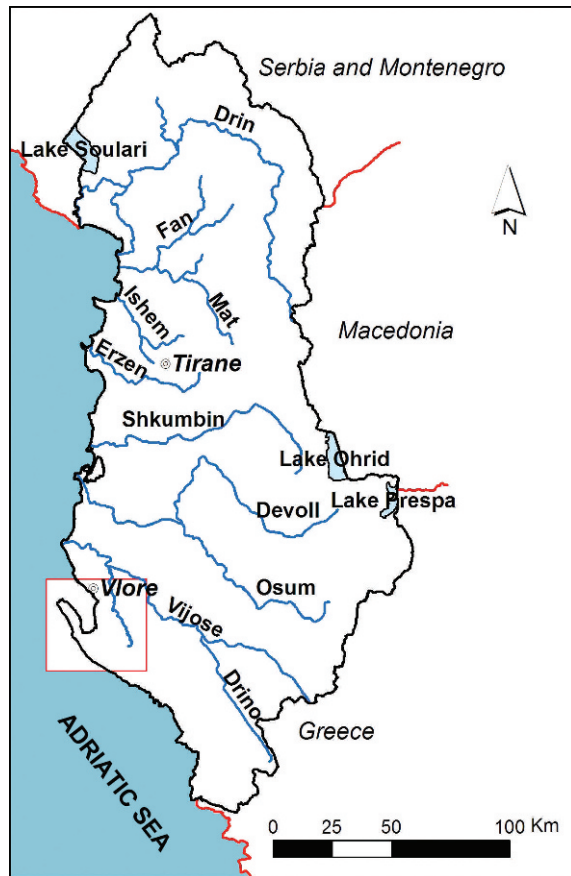 Serbia and Montenegro
Drin
Lake Soulari
Fan
N
Ishem
Mat
Macedonia
Erzen
Tirane
Shkumbin
Lake Ohrid
Lake Prespa
Devoll
Osum
Vlore
Vijose
Drino
Greece
ADRIATIC SEA
0 25 50 100 Km